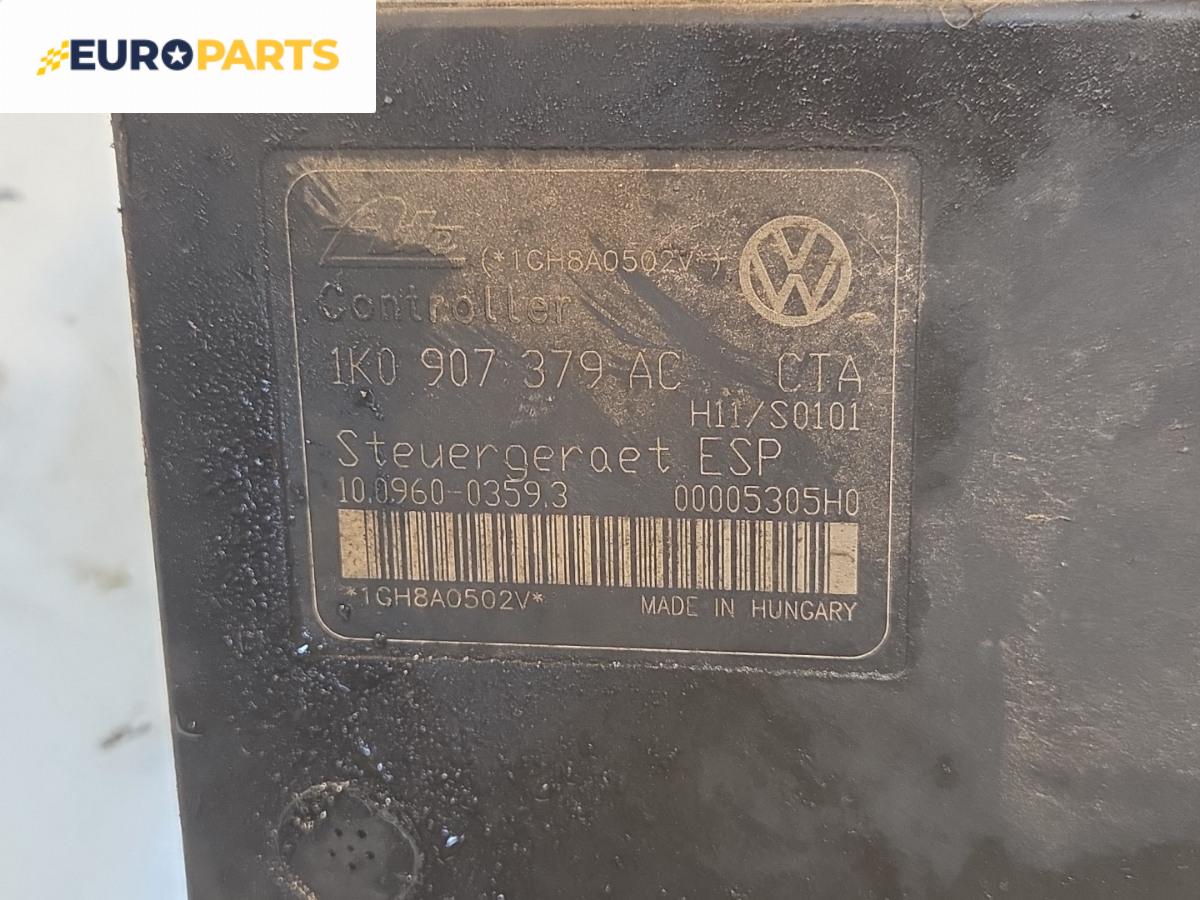 EUROPARTS
Ate
(*1GH8A0502V*)
Controller
1K0 907 379 AC CTA
H11/S0101
Steuergeraet ESP
10.0960-0359.3 00005305H0
*1GH8A0502V* MADE IN HUNGARY